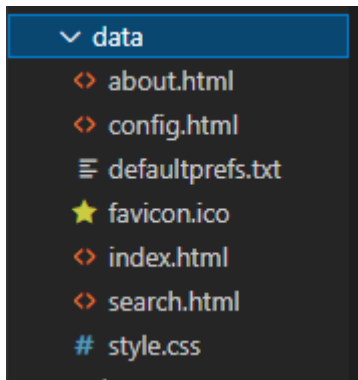 data
about.html
config.html
defaultprefs.txt
favicon.ico
index.html
search.html
# style.css